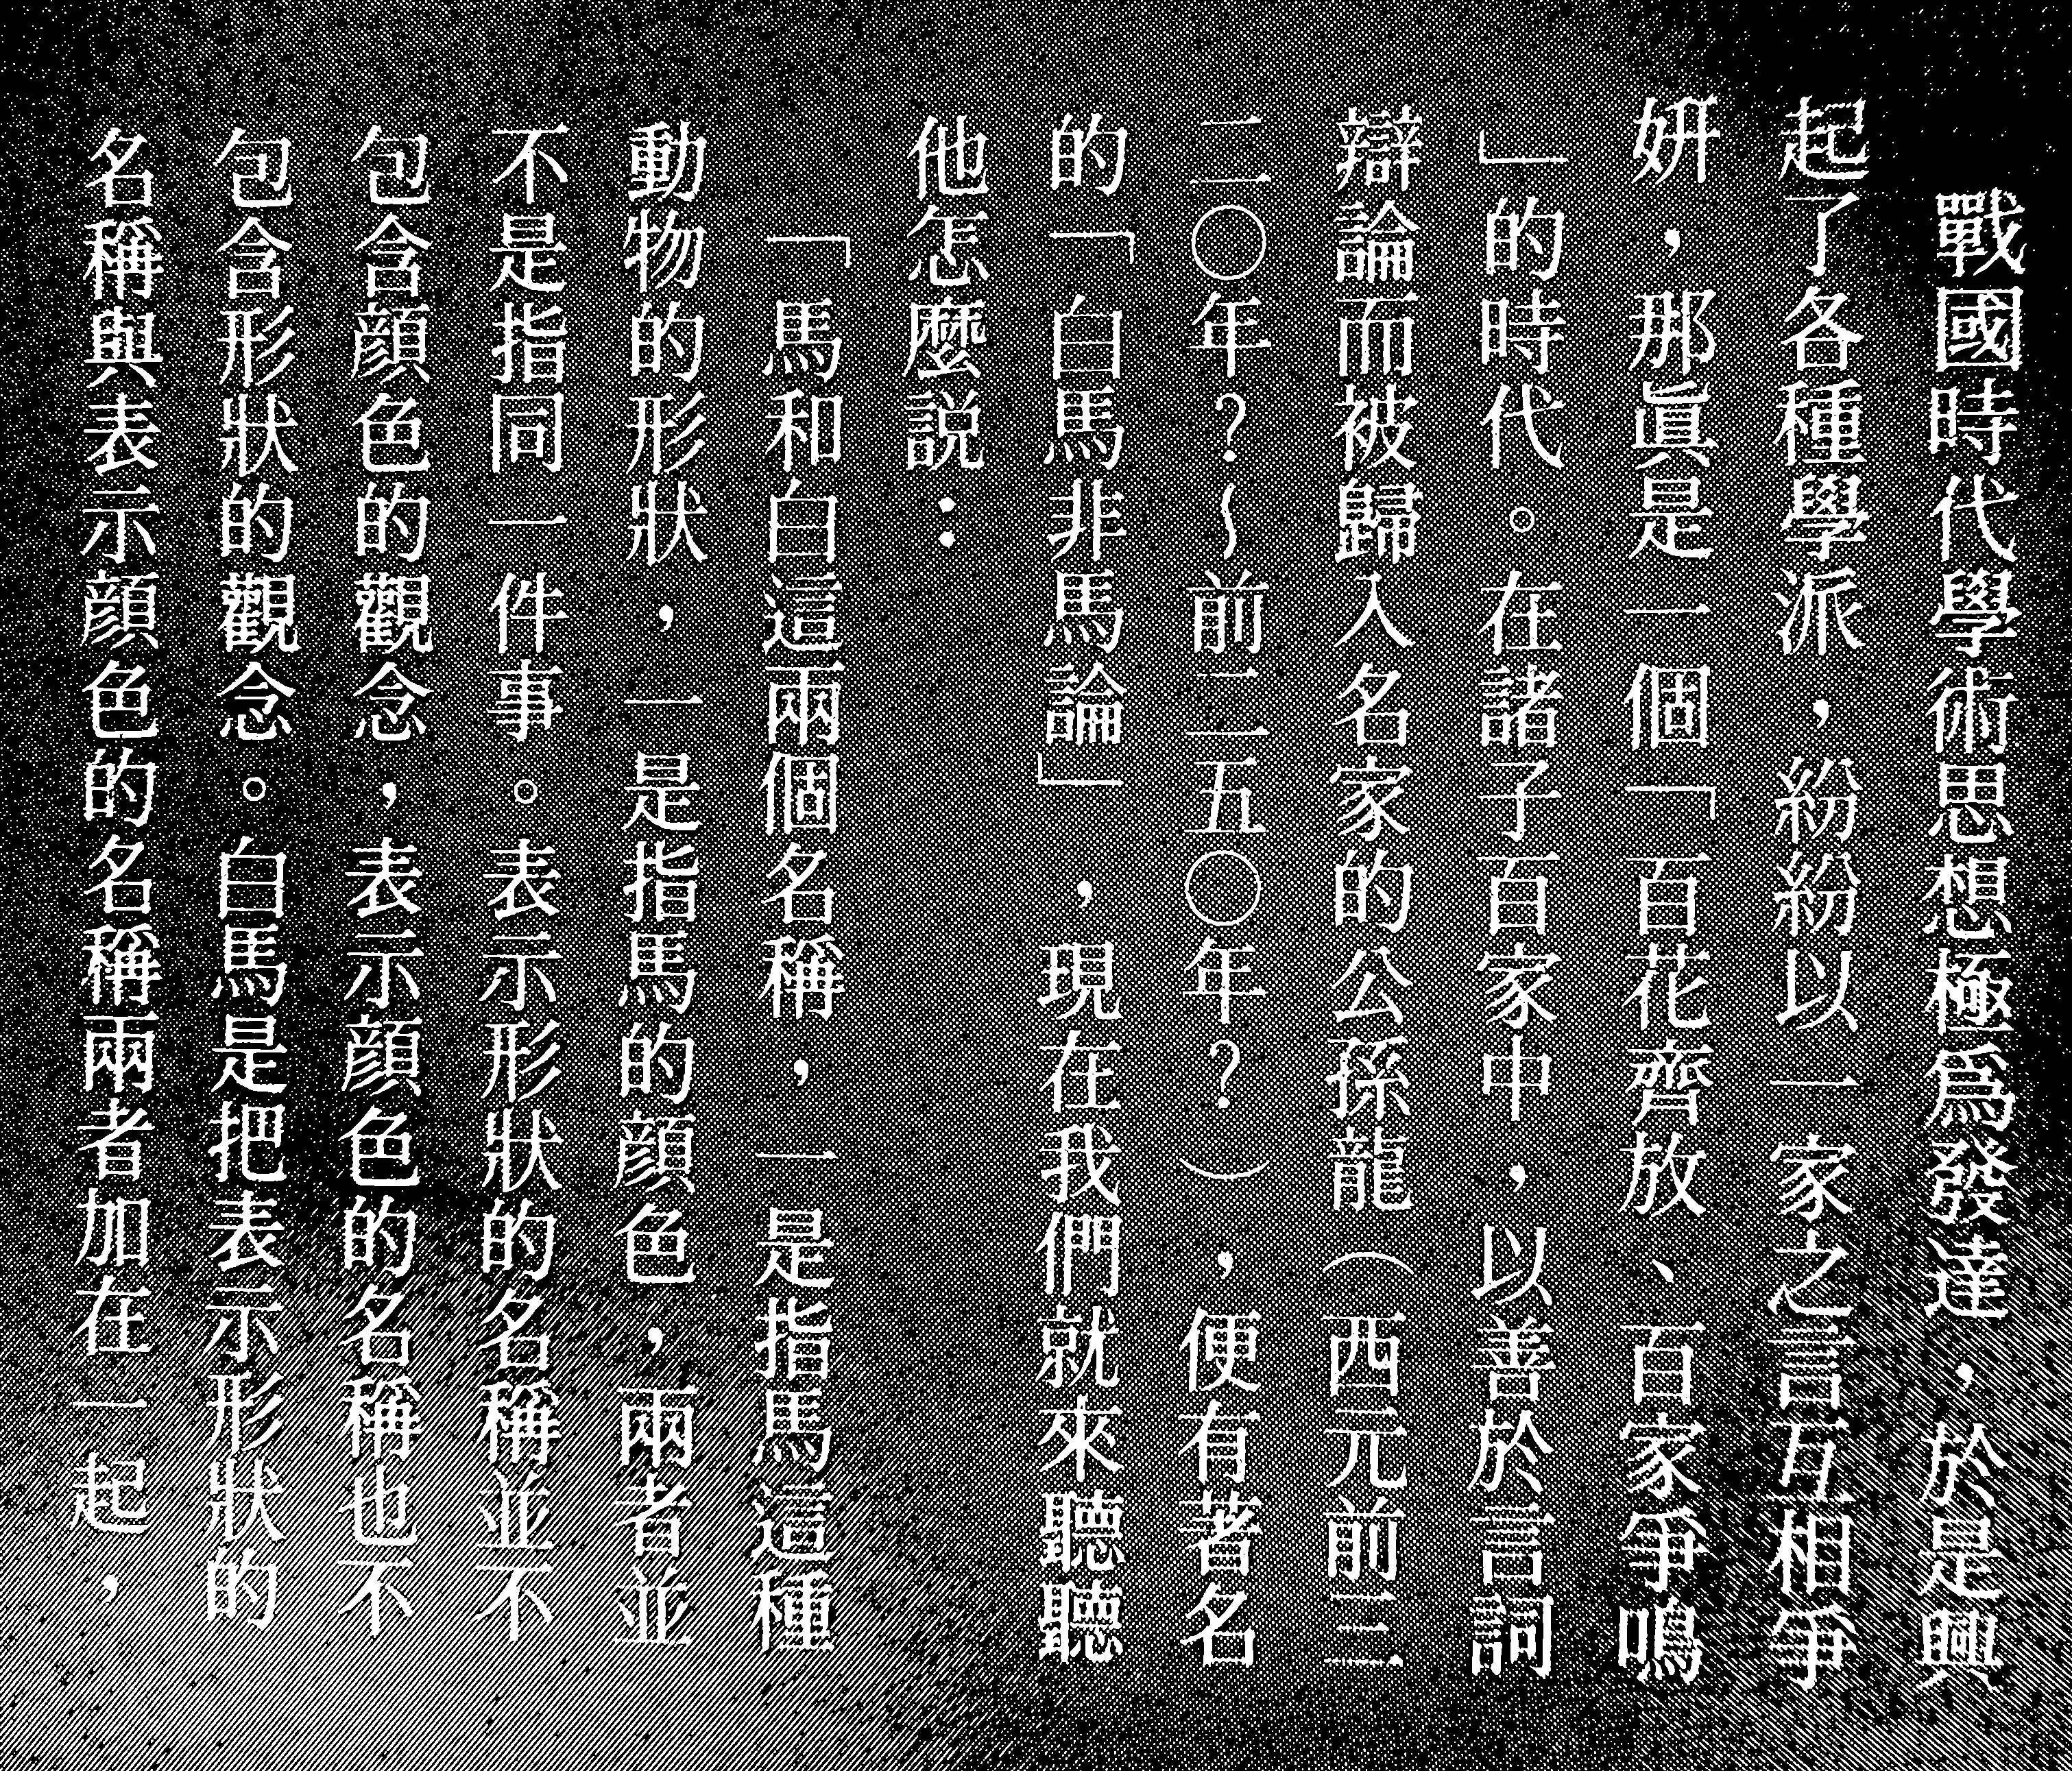 戰國時代學術思想極爲發達，於是興
起了各種學派，紛紛以一家之言互相爭
姸，那眞是一個「百花齊放、百家爭鳴
」的時代。在諸子百家中，以善於言詞
辯論而被歸入名家的公孫龍（西元前三
二〇年？～前二五〇年？），便有著名
的「白馬非馬論」，現在我們就來聽聽
他怎麼説：
「馬和白這兩個名稱，一是指馬這種
動物的形狀，一是指馬的顏色，兩者並
不是指同一件事。表示形狀的名稱並不
包含顏色的觀念，表示顏色的名稱也不
包含形狀的觀念。白馬是把表示形狀的
名稱與表示顏色的名稱兩者加在一起，